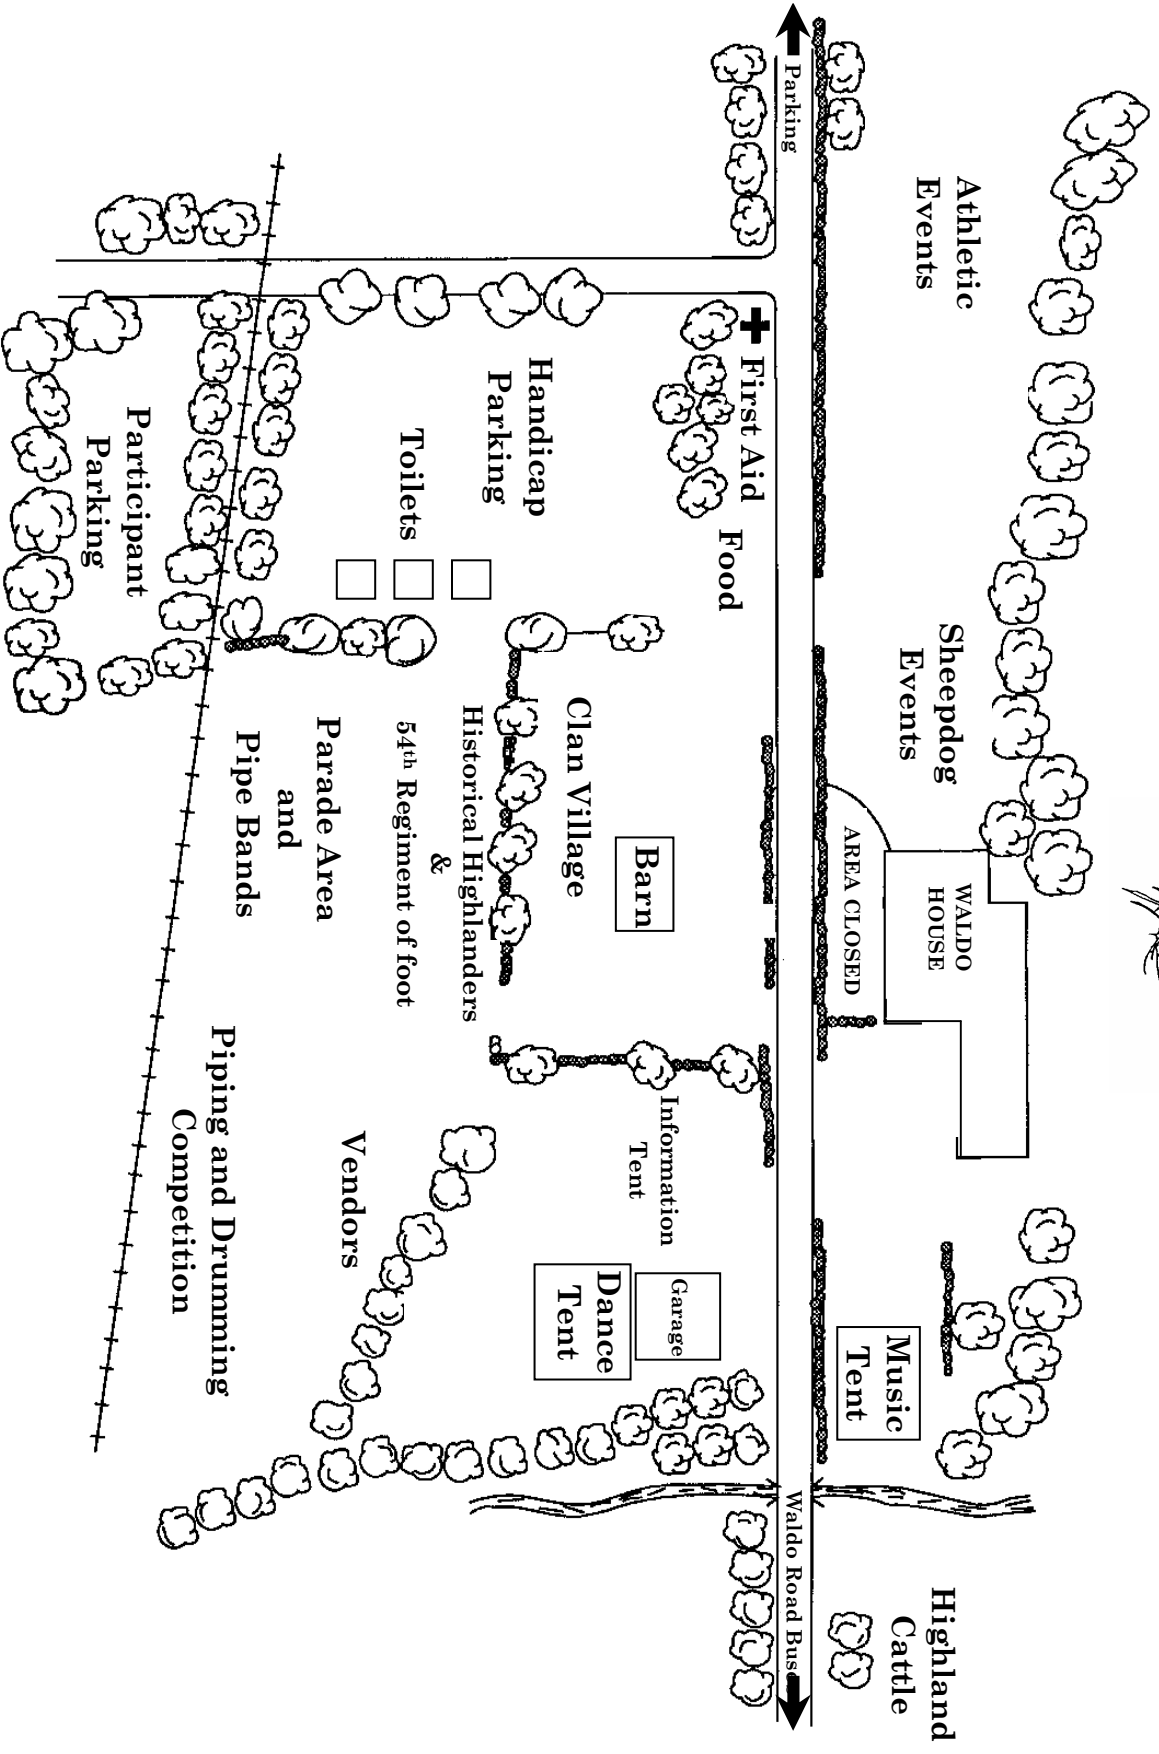 Athletic
Events
Sheepdog
Events
WALDO
HOUSE
AREA CLOSED
Music
Tent
Highland
Cattle
Parking
Waldo Road Buses
First Aid
Food
Handicap
Parking
Toilets
Participant
Parking
Clan Village
Barn
Historical Highlanders
&
54th Regiment of foot
Parade Area
and
Pipe Bands
Information
Tent
Garage
Dance
Tent
Vendors
Piping and Drumming
Competition